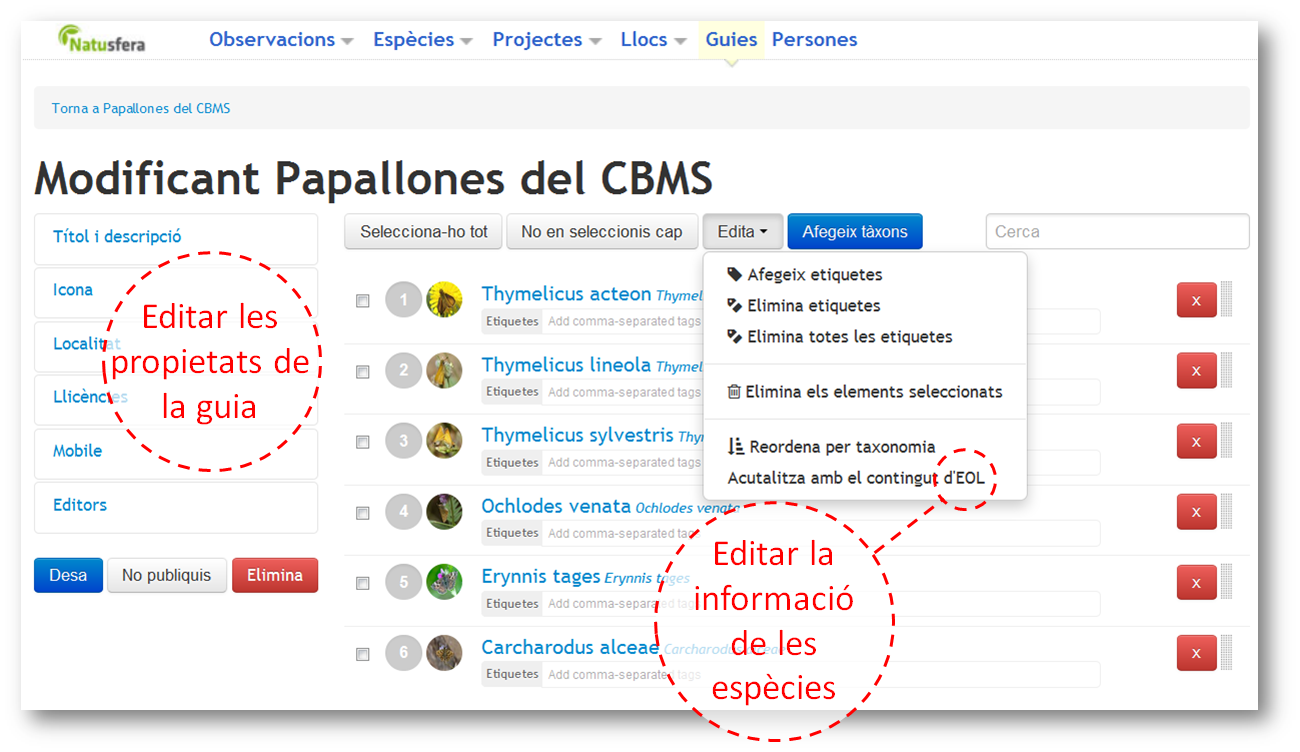 Natusfera
Observacions Espècies Projectes Llocs Guies Persones
Torna a Papallones del CBMS
Modificant Papallones del CBMS
Títol i descripció
Icona
Localitat
Llicències
Mobile
Editors
Desa No publiquis Elimina
Editar les
propietats de
la guia
Selecciona-ho tot No en seleccionis cap Edita Afegeix tàxons Cerca
Afegeix etiquetes
Elimina etiquetes
Elimina totes les etiquetes
Elimina els elements seleccionats
Reordena per taxonomia
Acutalitza amb el contingut d'EOL
1 Thymelicus acteon Thymel x
Etiquetes Add comma-separated tags
2 Thymelicus lineola Thymel x
Etiquetes Add comma-separated tags
3 Thymelicus sylvestris Thy x
Etiquetes Add comma-separated tags
4 Ochlodes venata Ochlodes venata x
Etiquetes Add comma-separated tags
5 Erynnis tages Erynnis tages x
Etiquetes Add comma-separated tags
6 Carcharodus alceae Carcharodus alceae x
Etiquetes Add comma-separated tags
Editar la
informació
de les
espècies